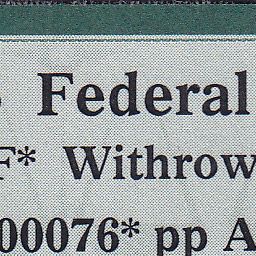 Federal
F* Withrow
00076* pp A